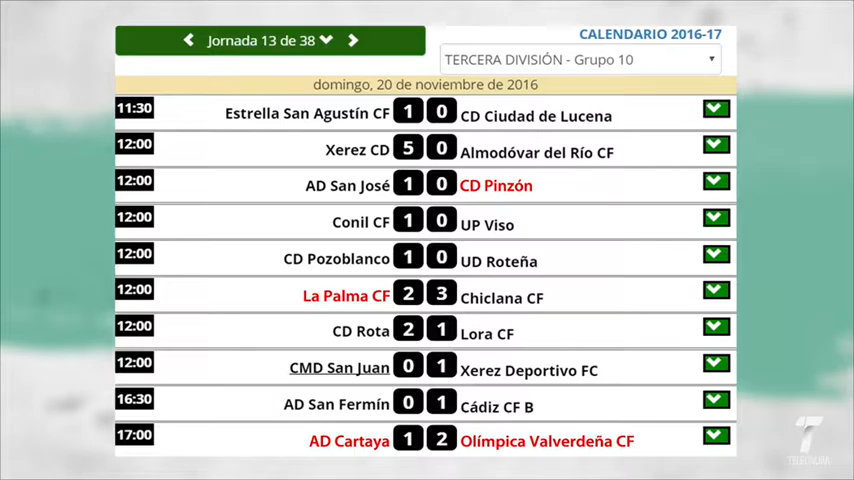 Jornada 13 de 38
CALENDARIO 2016-17
TERCERA DIVISIÓN - Grupo 10
domingo, 20 de noviembre de 2016
11:30 Estrella San Agustín CF 1 0 CD Ciudad de Lucena
12:00 Xerez CD 5 0 Almodóvar del Río CF
12:00 AD San José 1 0 CD Pinzón
12:00 Conil CF 1 0 UP Viso
12:00 CD Pozoblanco 1 0 UD Roteña
12:00 La Palma CF 2 3 Chiclana CF
12:00 CD Rota 2 1 Lora CF
12:00 CMD San Juan 0 1 Xerez Deportivo FC
16:30 AD San Fermín 0 1 Cádiz CF B
17:00 AD Cartaya 1 2 Olímpica Valverdeña CF